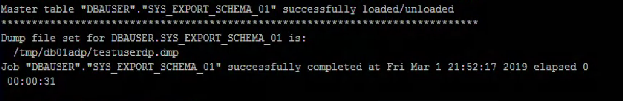 Master table "DBAUSER"."SYS_EXPORT_SCHEMA_01" successfully loaded/unloaded
******************************************************************************
Dump file set for DBAUSER.SYS_EXPORT_SCHEMA_01 is:
/tmp/db01adp/testuserdp.dmp
Job "DBAUSER"."SYS_EXPORT_SCHEMA_01" successfully completed at Fri Mar 1 21:52:17 2019 elapsed 0
00:00:31